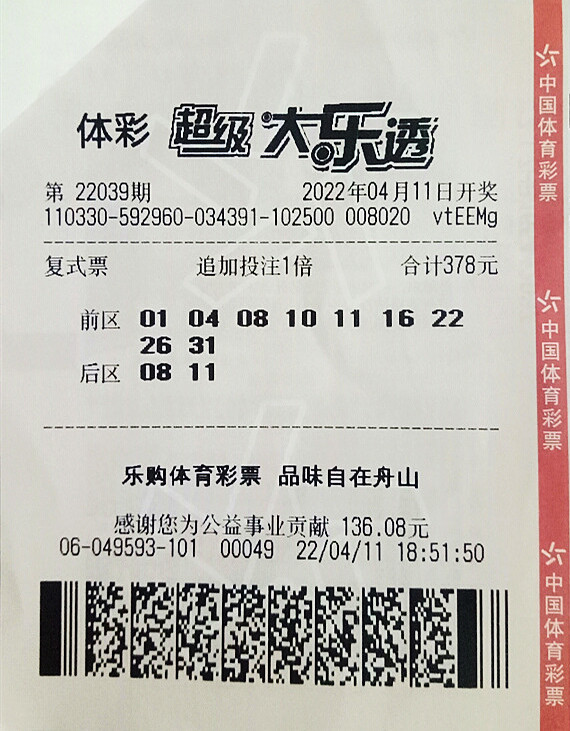 体彩 超级大乐透
第 22039期 2022年04月11日开奖
110330-592960-034391-102500 008020 vtEEMg
复式票 追加投注1倍 合计378元
前区 01 04 08 10 11 16 22
26 31
后区 08 11
乐购体育彩票 品味自在舟山
感谢您为公益事业贡献 136.08元
06-049593-101 00049 22/04/11 18:51:50
中国体育彩票
中国体育彩票
中国体育彩票